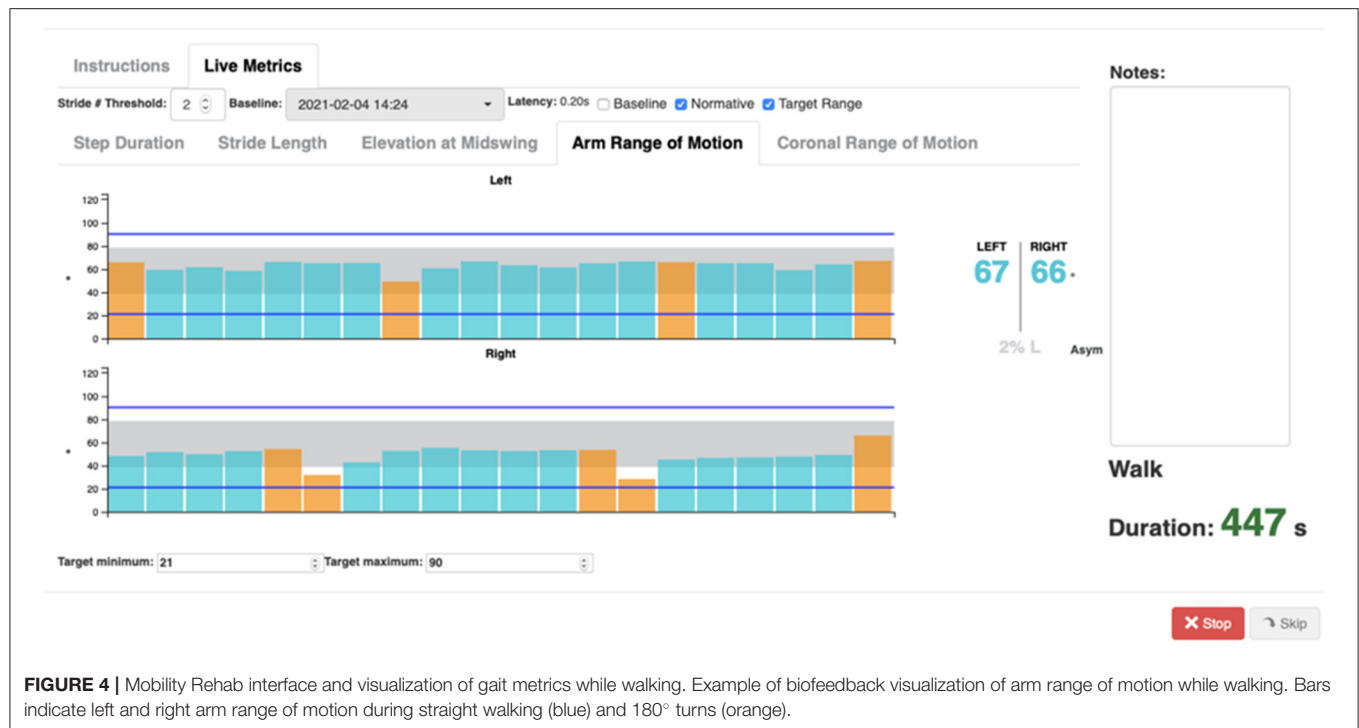 Instructions Live Metrics
Notes:
Stride # Threshold: 2 Baseline: 2021-02-04 14:24 Latency: 0.20s Baseline Normative Target Range
Step Duration Stride Length Elevation at Midswing Arm Range of Motion Coronal Range of Motion
Left
120
100
80
60
40
20
0
°
LEFT RIGHT
67 66 °
2% L Asym
Right
120
100
80
60
40
20
0
°
Walk
Duration: 447 s
Target minimum: 21 Target maximum: 90
Stop Skip
FIGURE 4 | Mobility Rehab interface and visualization of gait metrics while walking. Example of biofeedback visualization of arm range of motion while walking. Bars
indicate left and right arm range of motion during straight walking (blue) and 180° turns (orange).